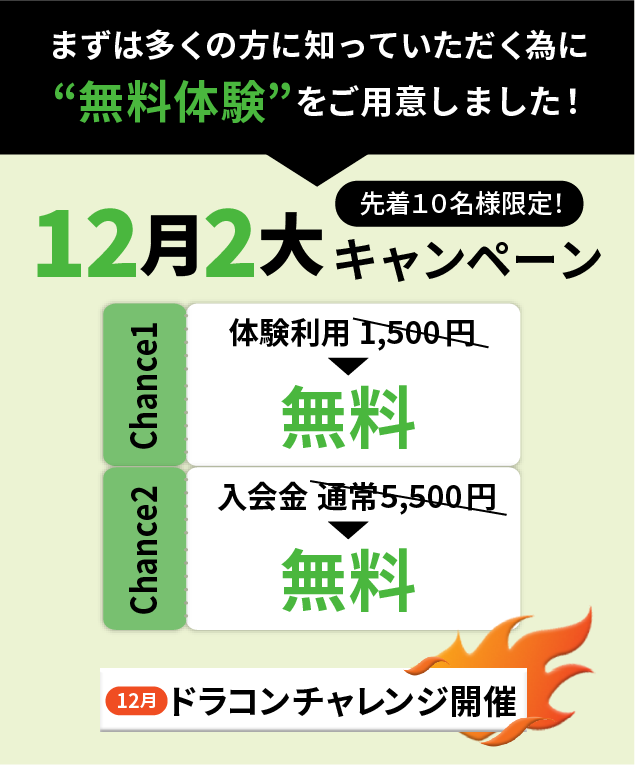 まずは多くの方に知っていただく為に
“無料体験”をご用意しました！
先着10名様限定！
12月2大キャンペーン
Chance1
体験利用 1,500円
無料
Chance2
入会金 通常5,500円
無料
12月 ドラコンチャレンジ開催